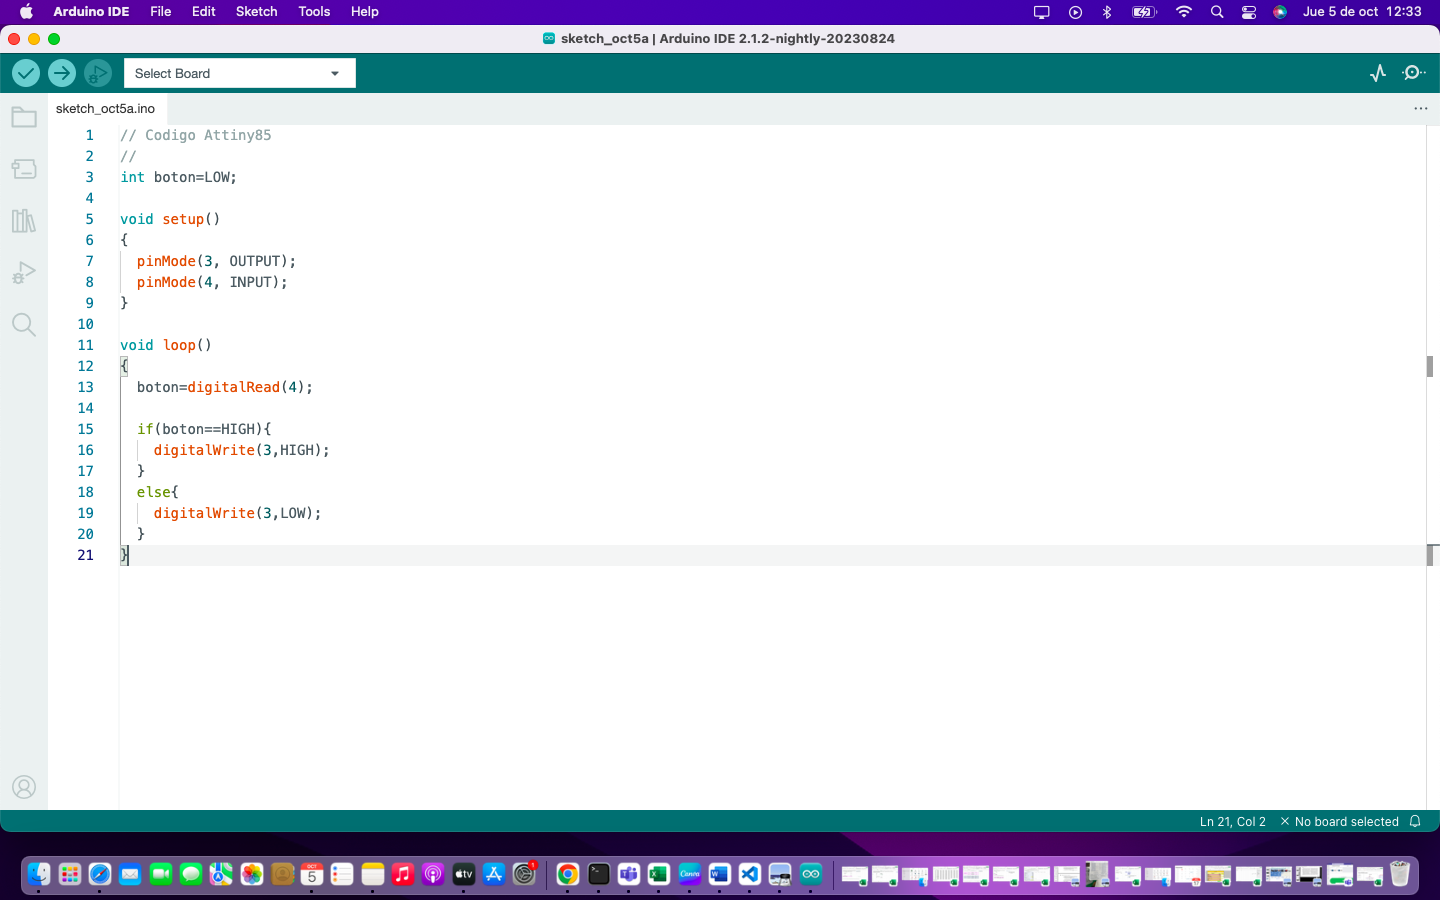 Arduino IDE File Edit Sketch Tools Help Jue 5 de oct 12:33
sketch_oct5a | Arduino IDE 2.1.2-nightly-20230824
Select Board
sketch_oct5a.ino
1 // Codigo Attiny85
2 //
3 int boton=LOW;
4
5 void setup()
6 {
7 pinMode(3, OUTPUT);
8 pinMode(4, INPUT);
9 }
10
11 void loop()
12 {
13 boton=digitalRead(4);
14
15 if(boton==HIGH){
16 digitalWrite(3,HIGH);
17 }
18 else{
19 digitalWrite(3,LOW);
20 }
21 }
Ln 21, Col 2 × No board selected
OCT
5
tv
1
Canva